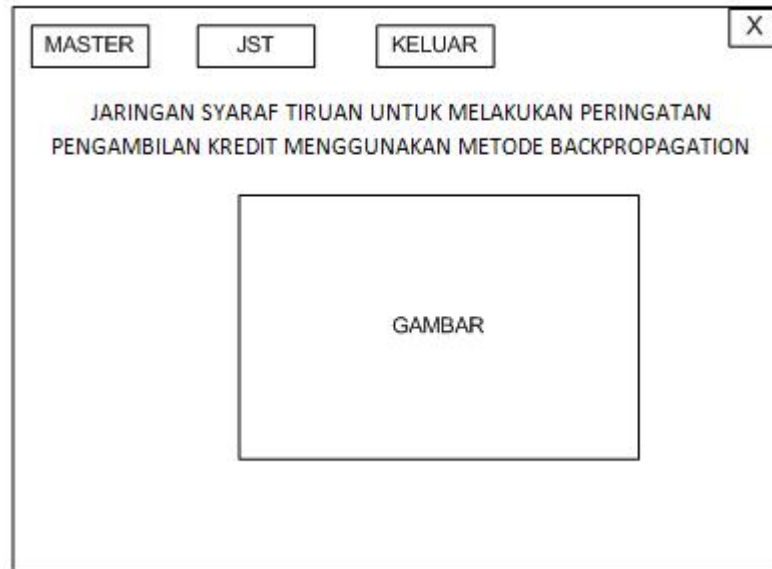 MASTER JST KELUAR X
JARINGAN SYARAF TIRUAN UNTUK MELAKUKAN PERINGATAN
PENGAMBILAN KREDIT MENGGUNAKAN METODE BACKPROPAGATION
GAMBAR